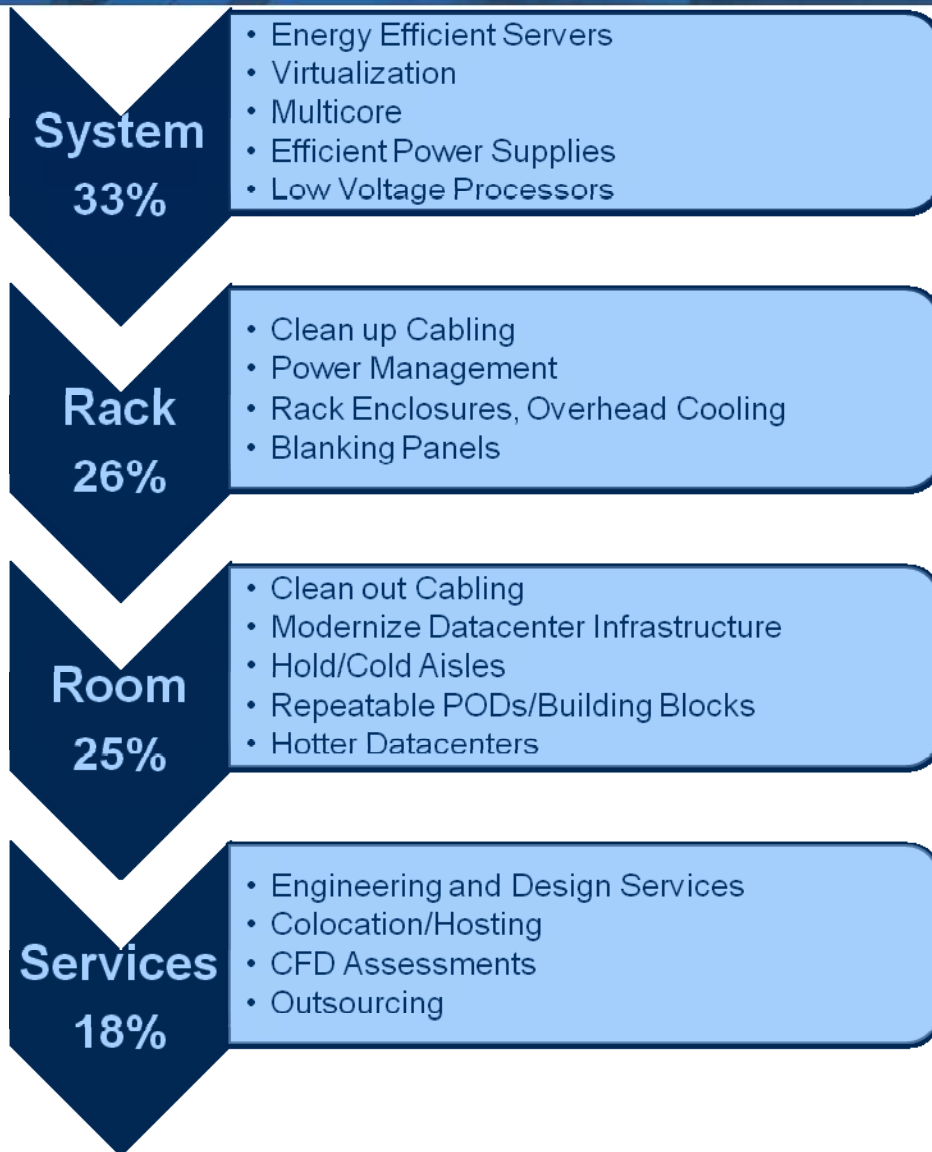 System
33%
• Energy Efficient Servers
• Virtualization
• Multicore
• Efficient Power Supplies
• Low Voltage Processors
Rack
26%
• Clean up Cabling
• Power Management
• Rack Enclosures, Overhead Cooling
• Blanking Panels
Room
25%
• Clean out Cabling
• Modernize Datacenter Infrastructure
• Hold/Cold Aisles
• Repeatable PODs/Building Blocks
• Hotter Datacenters
Services
18%
• Engineering and Design Services
• Colocation/Hosting
• CFD Assessments
• Outsourcing